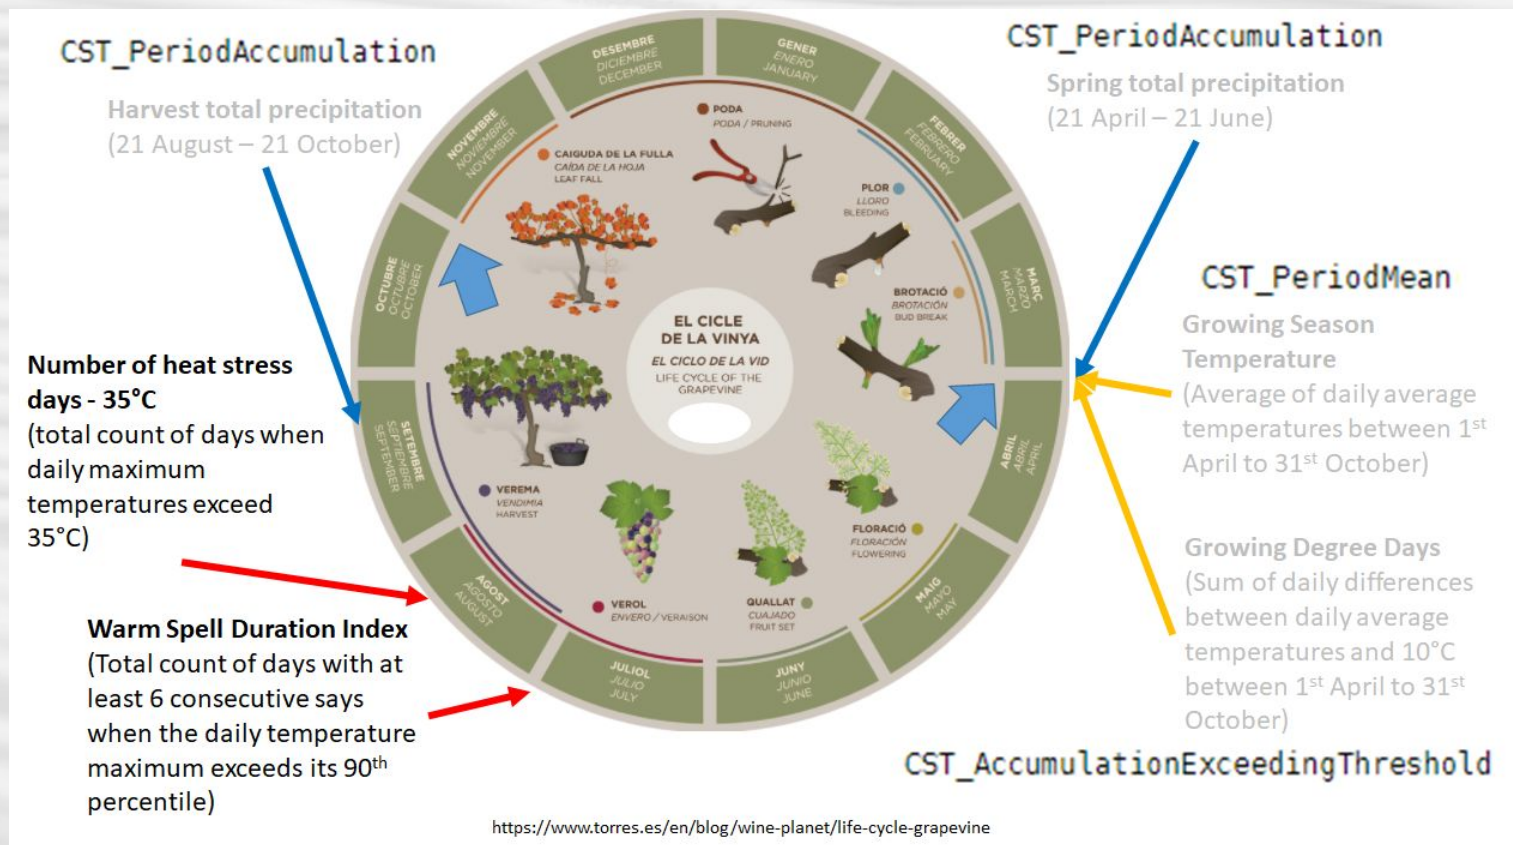 CST_PeriodAccumulation
Harvest total precipitation
(21 August – 21 October)
CST_PeriodAccumulation
Spring total precipitation
(21 April – 21 June)
CST_PeriodMean
Growing Season
Temperature
(Average of daily average
temperatures between 1st
April to 31st October)
Growing Degree Days
(Sum of daily differences
between daily average
temperatures and 10°C
between 1st April to 31st
October)
CST_AccumulationExceedingThreshold
Number of heat stress
days - 35°C
(total count of days when
daily maximum
temperatures exceed
35°C)
Warm Spell Duration Index
(Total count of days with at
least 6 consecutive says
when the daily temperature
maximum exceeds its 90th
percentile)
GENER
ENERO
JANUARY
FEBRER
FEBRERO
FEBRUARY
MARÇ
MARZO
MARCH
ABRIL
ABRIL
APRIL
MAIG
MAYO
MAY
JUNY
JUNIO
JUNE
JULIOL
JULIO
JULY
AGOST
AGOSTO
AUGUST
SETEMBRE
SEPTIEMBRE
SEPTEMBER
OCTUBRE
OCTUBRE
OCTOBER
NOVEMBRE
NOVIEMBRE
NOVEMBER
DESEMBRE
DICIEMBRE
DECEMBER
PODA
PODA / PRUNING
PLOR
LLORO
BLEEDING
BROTACIÓ
BROTACIÓN
BUD BREAK
FLORACIÓ
FLORACIÓN
FLOWERING
QUALLAT
CUAJADO
FRUIT SET
VEROL
ENVERO / VERAISON
VEREMA
VENDIMIA
HARVEST
CAIGUDA DE LA FULLA
CAÍDA DE LA HOJA
LEAF FALL
EL CICLE
DE LA VINYA
EL CICLO DE LA VID
LIFE CYCLE OF THE
GRAPEVINE
https://www.torres.es/en/blog/wine-planet/life-cycle-grapevine